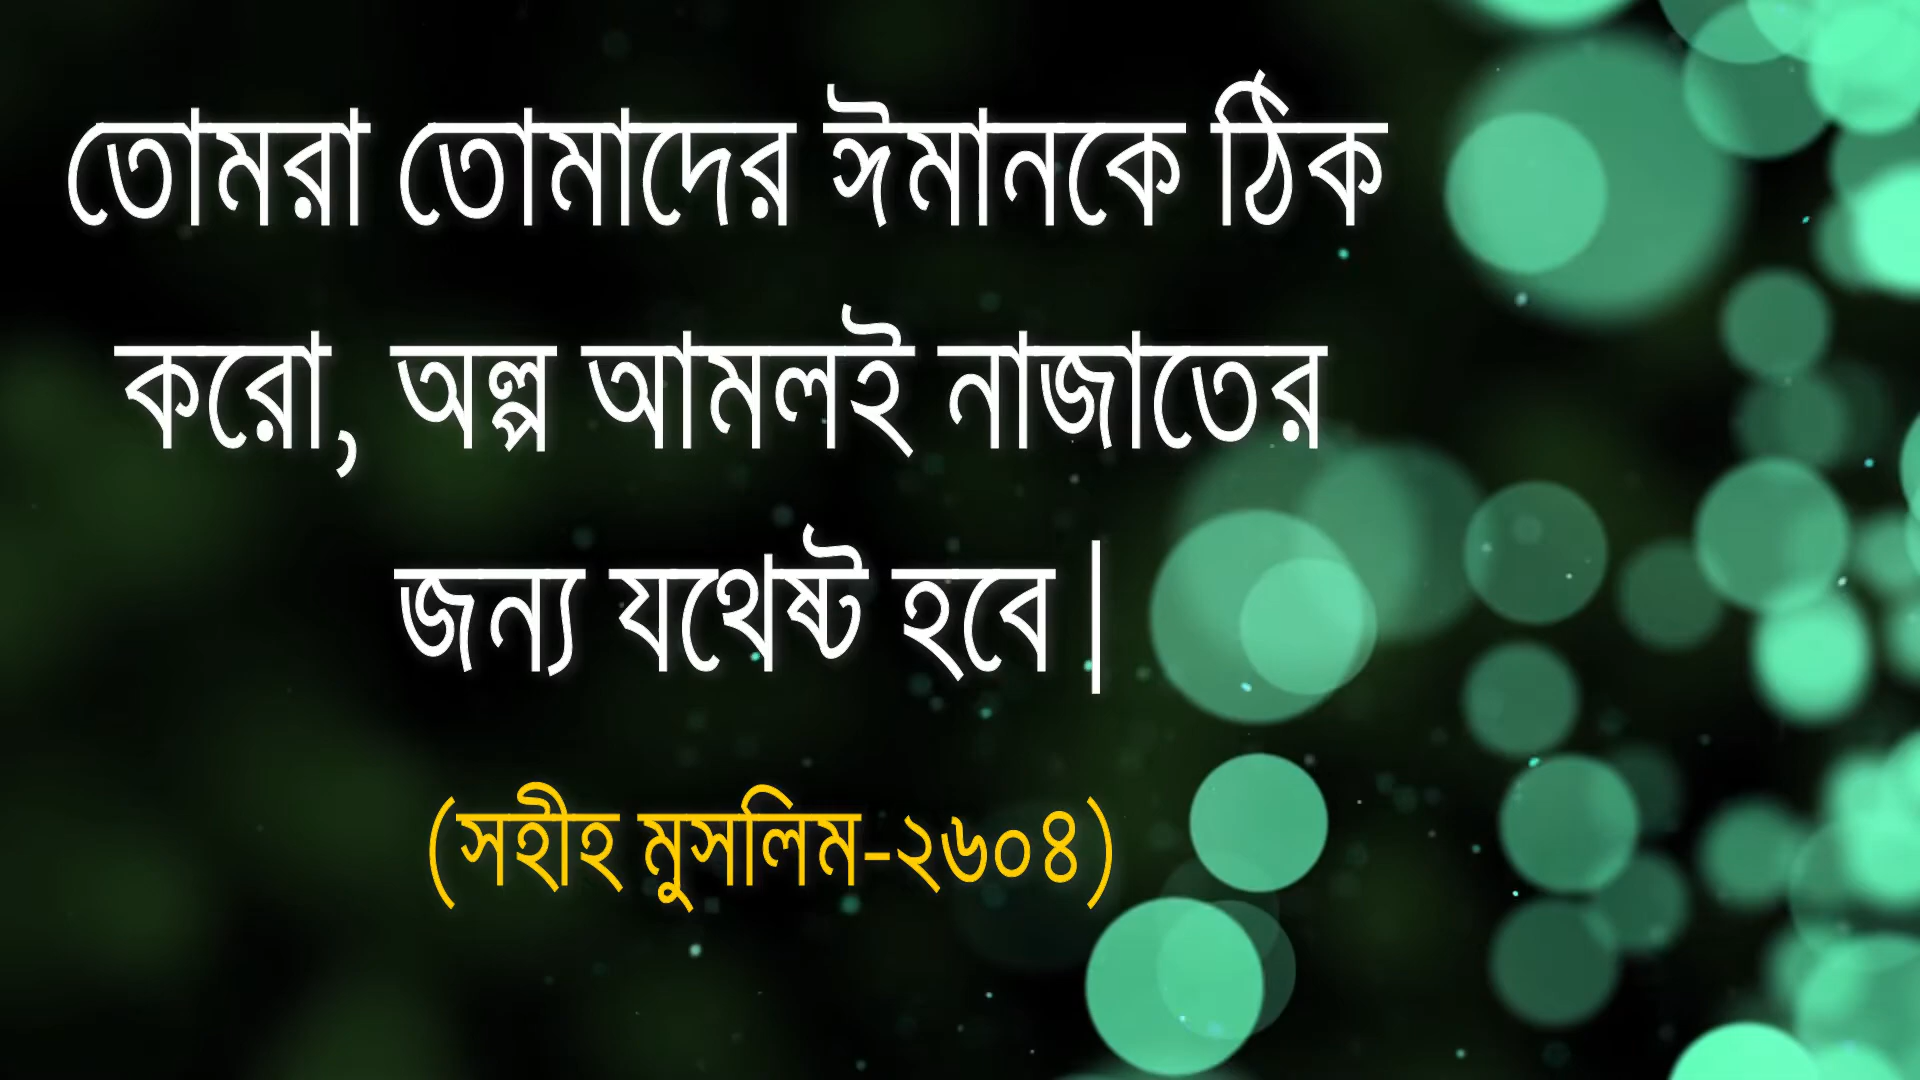 তোমরা তোমাদের ঈমানকে ঠিক
করো, অল্প আমলই নাজাতের
জন্য যথেষ্ট হবে|
(সহীহ মুসলিম-২৬০৪)